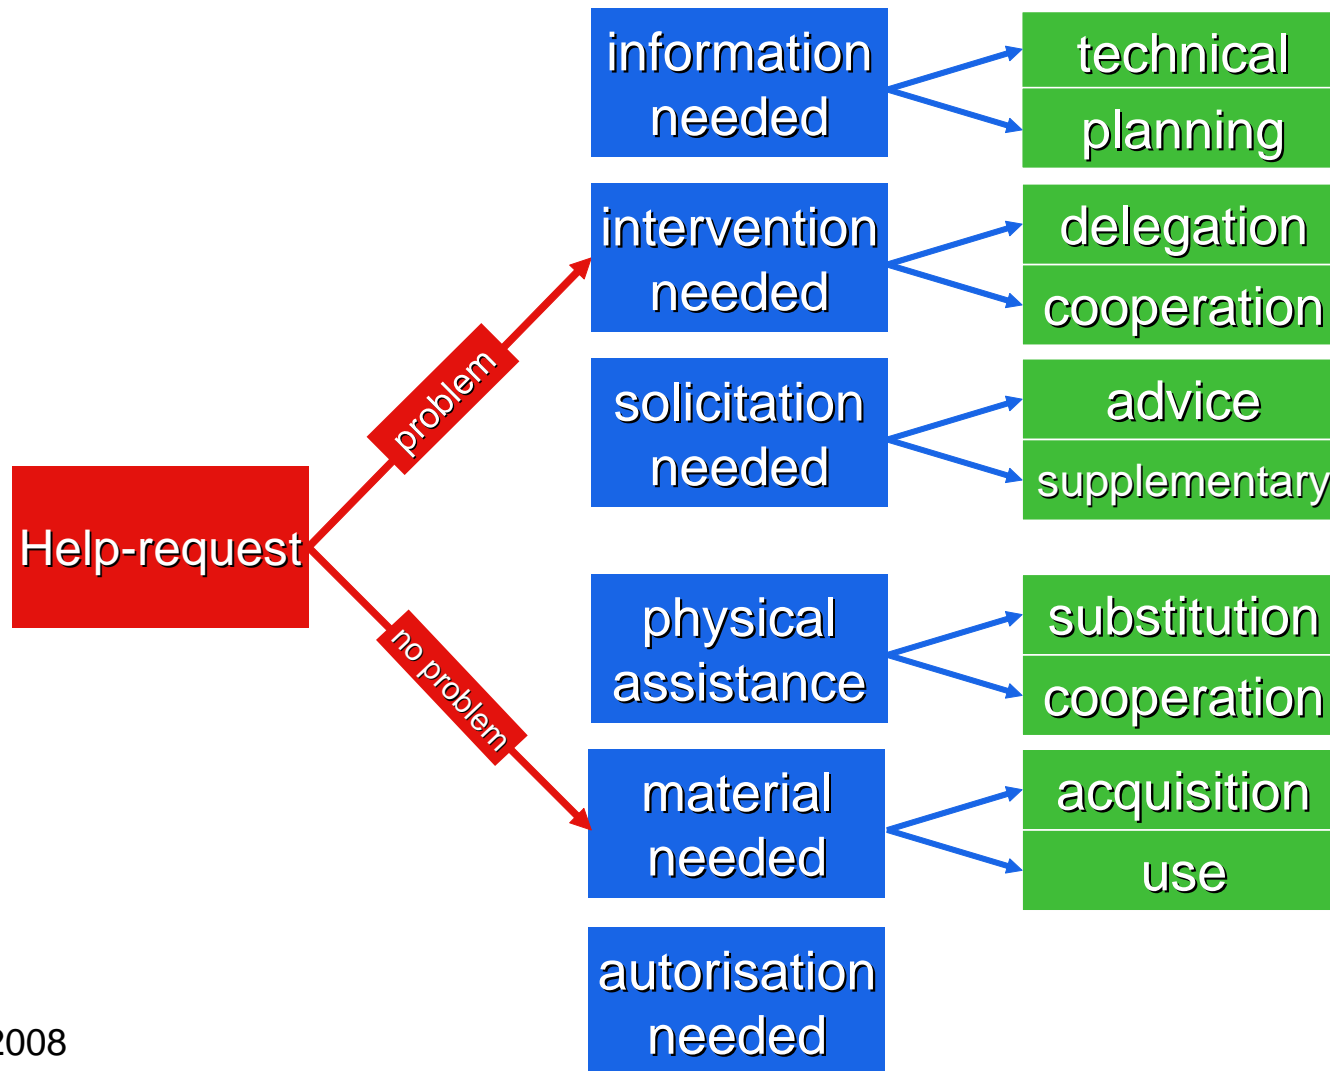 information
needed
technical
planning
intervention
needed
delegation
cooperation
problem
solicitation
needed
advice
supplementary
Help-request
no problem
physical
assistance
substitution
cooperation
material
needed
acquisition
use
autorisation
needed
2008